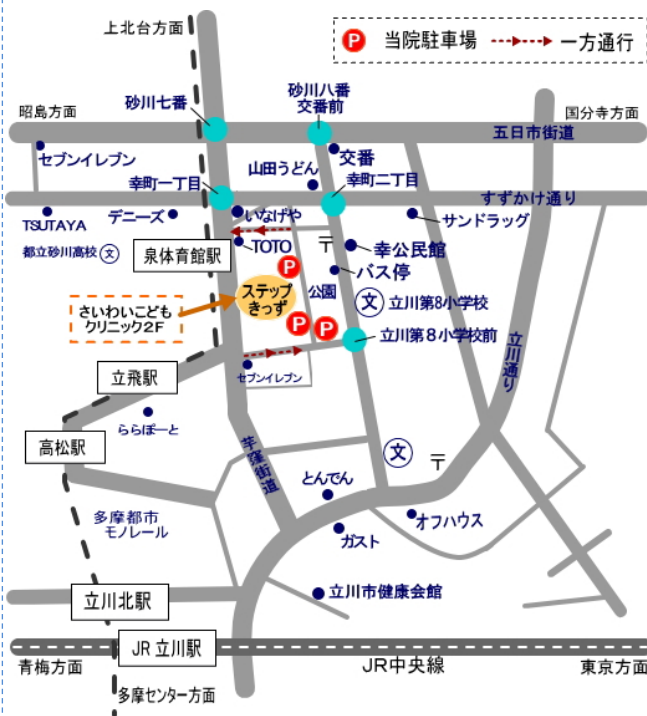 上北台方面
P 当院駐車場
一方通行
砂川七番
砂川八番
交番前
昭島方面
国分寺方面
五日市街道
セブンイレブン
交番
山田うどん
幸町一丁目
幸町二丁目
すずかけ通り
TSUTAYA
デニーズ
いなげや
サンドラッグ
都立砂川高校 文
泉体育館駅
TOTO
〒
幸公民館
P
バス停
さいわいこども
クリニック2F
ステップ
きっず
公園
文 立川第8小学校
P P
立川第8小学校前
立川通り
立飛駅
セブンイレブン
ららぽーと
高松駅
芋窪街道
文
〒
とんでん
多摩都市
モノレール
オフハウス
ガスト
立川北駅
立川市健康会館
JR 立川駅
青梅方面
JR中央線
東京方面
多摩センター方面